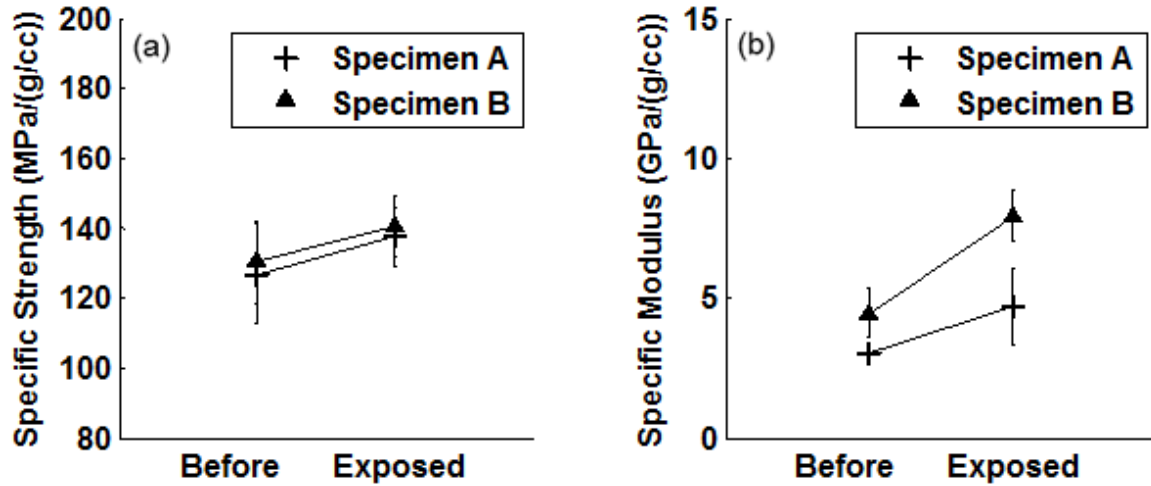 Specific Strength (MPa/(g/cc))
200
180
160
140
120
100
80
(a)
Specimen A
Specimen B
Before Exposed
Specific Modulus (GPa/(g/cc))
15
10
5
0
(b)
Specimen A
Specimen B
Before Exposed